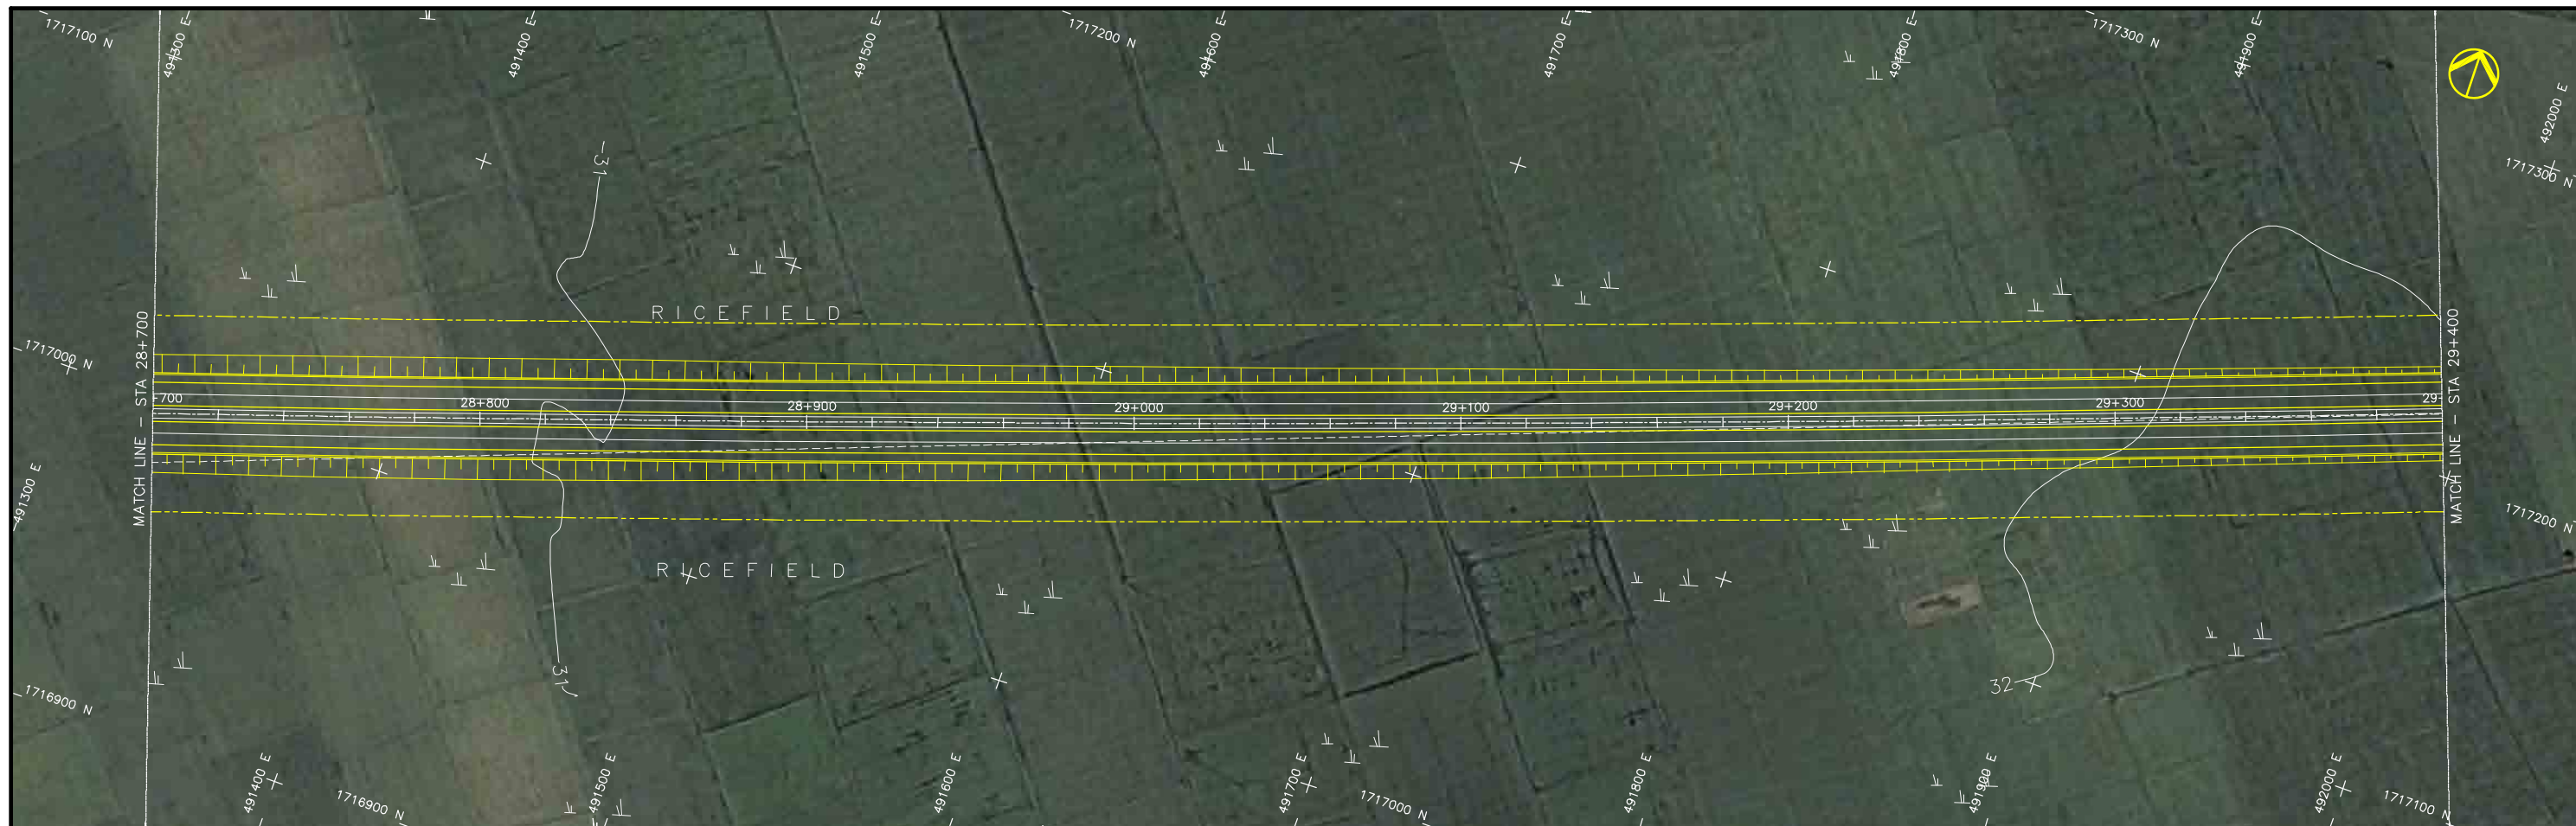 1717100 N
491300 E
491400 E
491500 E
1717200 N
491600 E
491700 E
491800 E
1717300 N
491900 E
492000 E
1717300 N
31
RICEFIELD
1717000 N
MATCH LINE – STA 28+700
-700
28+800
28+900
29+000
29+100
29+200
29+300
29-
MATCH LINE – STA 29+400
491300 E
1717200 N
RICEFIELD
31
32
1716900 N
491400 E
1716900 N
491500 E
491600 E
491700 E
1717000 N
491800 E
491900 E
492000 E
1717100 N